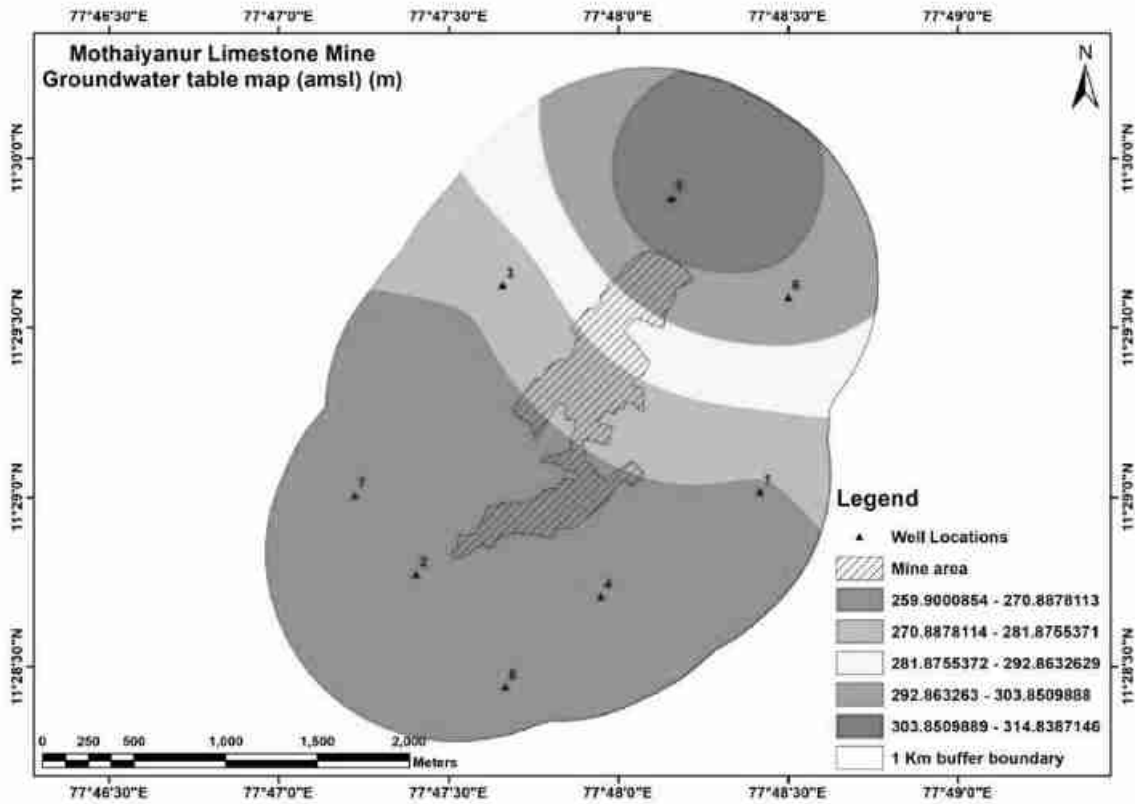 77°46'30"E 77°47'0"E 77°47'30"E 77°48'0"E 77°48'30"E 77°49'0"E
Mothaiyanur Limestone Mine
Groundwater table map (amsl) (m)
N
11°30'0"N 11°30'0"N
3
6
11°29'30"N 11°29'30"N
7
1
11°29'0"N 11°29'0"N
2
4
11°28'30"N 11°28'30"N
Legend
Well Locations
Mine area
259.9000854 - 270.8878113
270.8878114 - 281.8755371
281.8755372 - 292.8632629
292.863263 - 303.8509888
303.8509889 - 314.8387146
1 Km buffer boundary
0 250 500 1,000 1,500 2,000
Meters
77°46'30"E 77°47'0"E 77°47'30"E 77°48'0"E 77°48'30"E 77°49'0"E